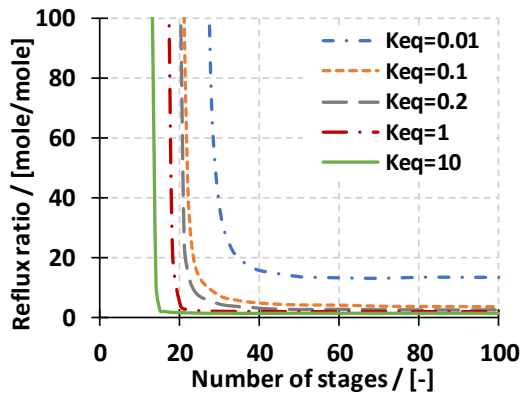 Reflux ratio / [mole/mole]
100
80
60
40
20
0
Keq=0.01
Keq=0.1
Keq=0.2
Keq=1
Keq=10
0 20 40 60 80 100
Number of stages / [-]